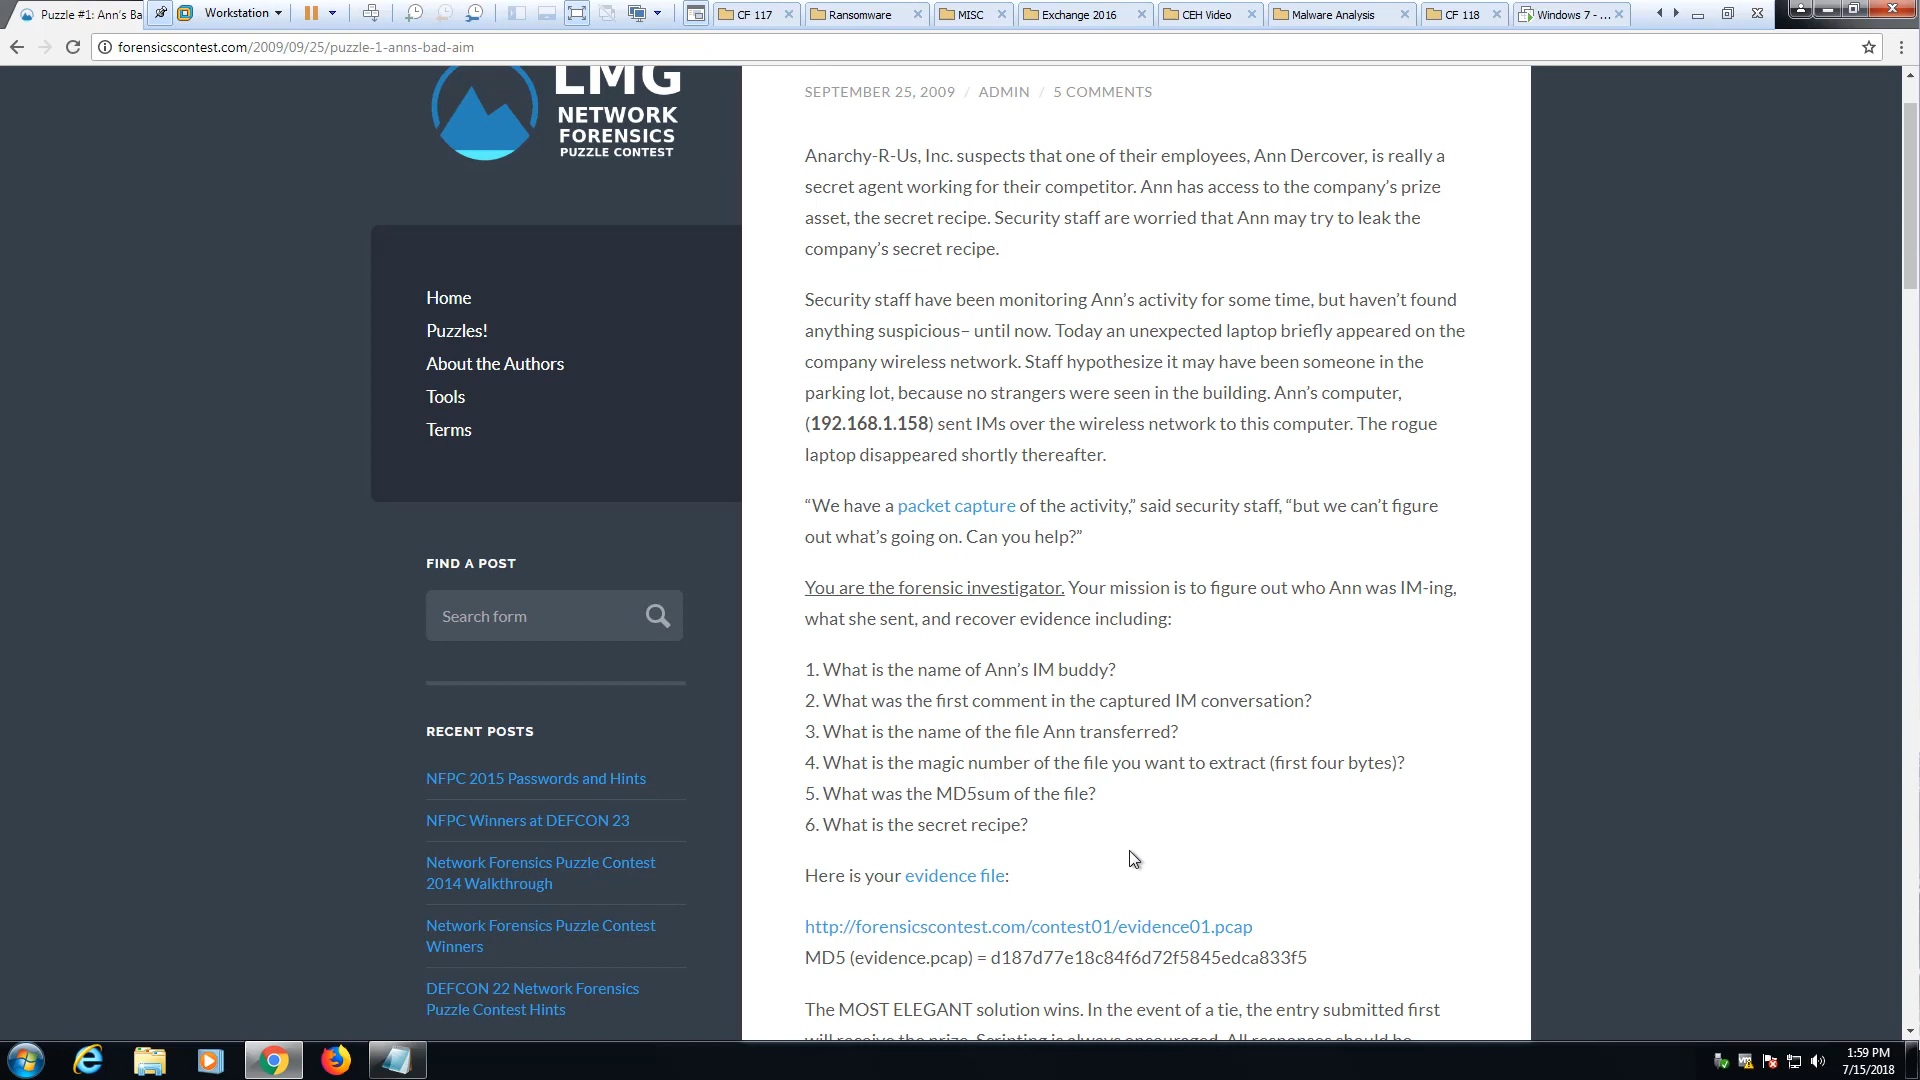 Puzzle #1: Ann's Ba
Workstation
CF 117
Ransomware
MISC
Exchange 2016
CEH Video
Malware Analysis
CF 118
Windows 7 - ...
forensicscontest.com/2009/09/25/puzzle-1-anns-bad-aim
LMG
NETWORK
FORENSICS
PUZZLE CONTEST
Home
Puzzles!
About the Authors
Tools
Terms
FIND A POST
Search form
RECENT POSTS
NFPC 2015 Passwords and Hints
NFPC Winners at DEFCON 23
Network Forensics Puzzle Contest
2014 Walkthrough
Network Forensics Puzzle Contest
Winners
DEFCON 22 Network Forensics
Puzzle Contest Hints
SEPTEMBER 25, 2009 / ADMIN / 5 COMMENTS
Anarchy-R-Us, Inc. suspects that one of their employees, Ann Dercover, is really a
secret agent working for their competitor. Ann has access to the company’s prize
asset, the secret recipe. Security staff are worried that Ann may try to leak the
company’s secret recipe.
Security staff have been monitoring Ann’s activity for some time, but haven’t found
anything suspicious– until now. Today an unexpected laptop briefly appeared on the
company wireless network. Staff hypothesize it may have been someone in the
parking lot, because no strangers were seen in the building. Ann’s computer,
(192.168.1.158) sent IMs over the wireless network to this computer. The rogue
laptop disappeared shortly thereafter.
“We have a packet capture of the activity,” said security staff, “but we can’t figure
out what’s going on. Can you help?”
You are the forensic investigator. Your mission is to figure out who Ann was IM-ing,
what she sent, and recover evidence including:
1. What is the name of Ann’s IM buddy?
2. What was the first comment in the captured IM conversation?
3. What is the name of the file Ann transferred?
4. What is the magic number of the file you want to extract (first four bytes)?
5. What was the MD5sum of the file?
6. What is the secret recipe?
Here is your evidence file:
http://forensicscontest.com/contest01/evidence01.pcap
MD5 (evidence.pcap) = d187d77e18c84f6d72f5845edca833f5
The MOST ELEGANT solution wins. In the event of a tie, the entry submitted first
will receive the prize. Scripting is always encouraged. All responses should be
1:59 PM
7/15/2018